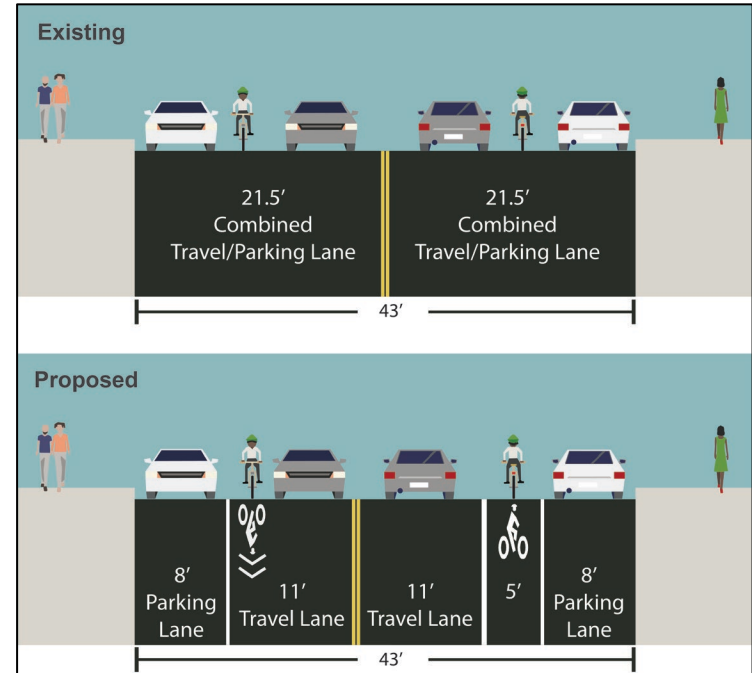 Existing
21.5’
Combined
Travel/Parking Lane
21.5’
Combined
Travel/Parking Lane
43’
Proposed
8’
Parking
Lane
11’
Travel Lane
11’
Travel Lane
5’
8’
Parking
Lane
43’